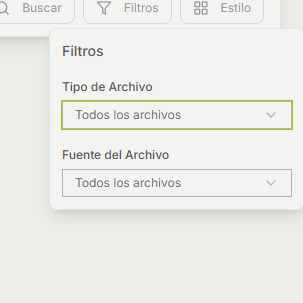 Buscar
Filtros
Estilo
Filtros
Tipo de Archivo
Todos los archivos
Fuente del Archivo
Todos los archivos